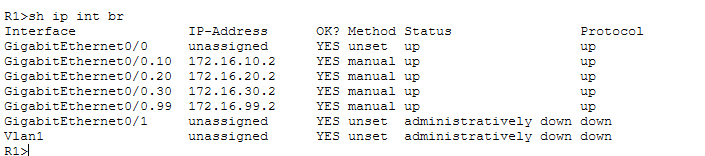 R1>sh ip int br
Interface              IP-Address      OK? Method Status                Protocol
GigabitEthernet0/0     unassigned      YES unset  up                    up
GigabitEthernet0/0.10  172.16.10.2     YES manual up                    up
GigabitEthernet0/0.20  172.16.20.2     YES manual up                    up
GigabitEthernet0/0.30  172.16.30.2     YES manual up                    up
GigabitEthernet0/0.99  172.16.99.2     YES manual up                    up
GigabitEthernet0/1     unassigned      YES unset  administratively down down
Vlan1                  unassigned      YES unset  administratively down down
R1>